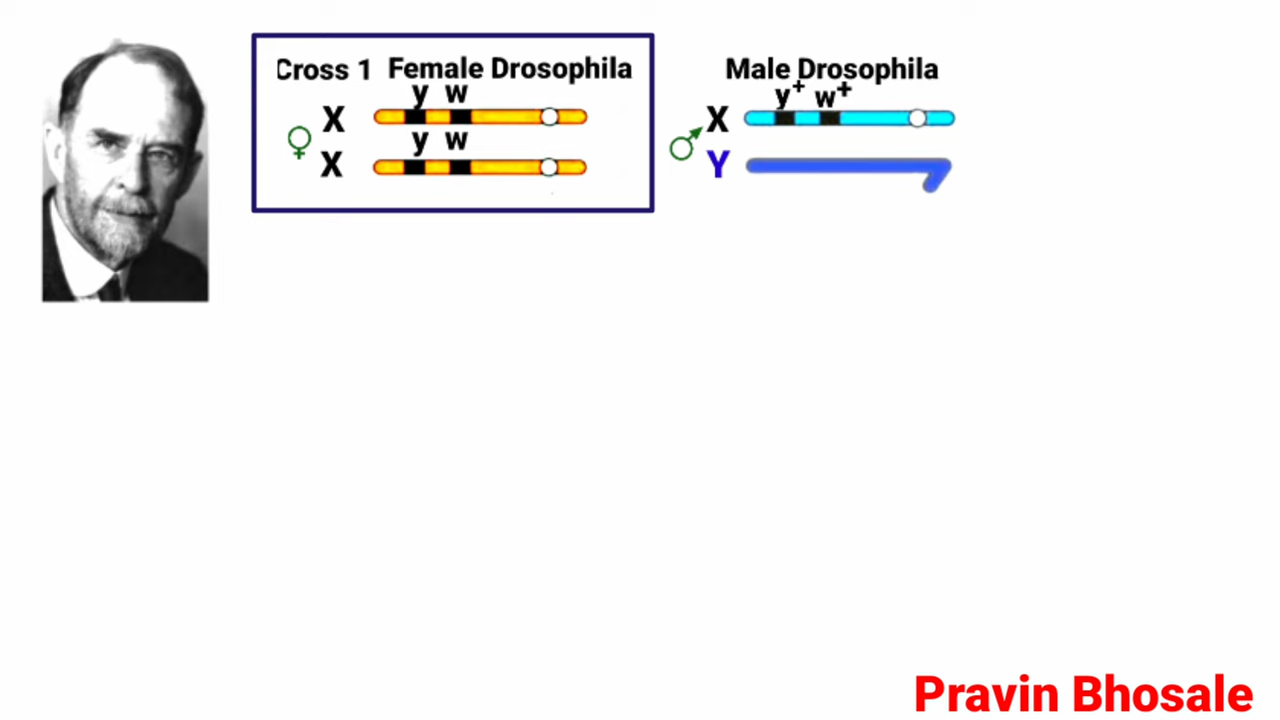 Cross 1 Female Drosophila
y w
X
y w
X
Male Drosophila
y+ w+
X
Y
Pravin Bhosale